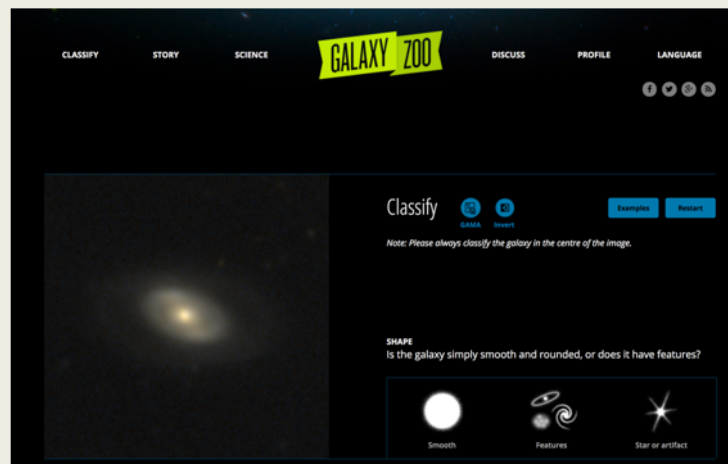 CLASSIFY STORY SCIENCE GALAXY ZOO DISCUSS PROFILE LANGUAGE
Classify
GAMA
Invert
Examples
Restart
Note: Please always classify the galaxy in the centre of the image.
SHAPE
Is the galaxy simply smooth and rounded, or does it have features?
Smooth
Features
Star or artifact